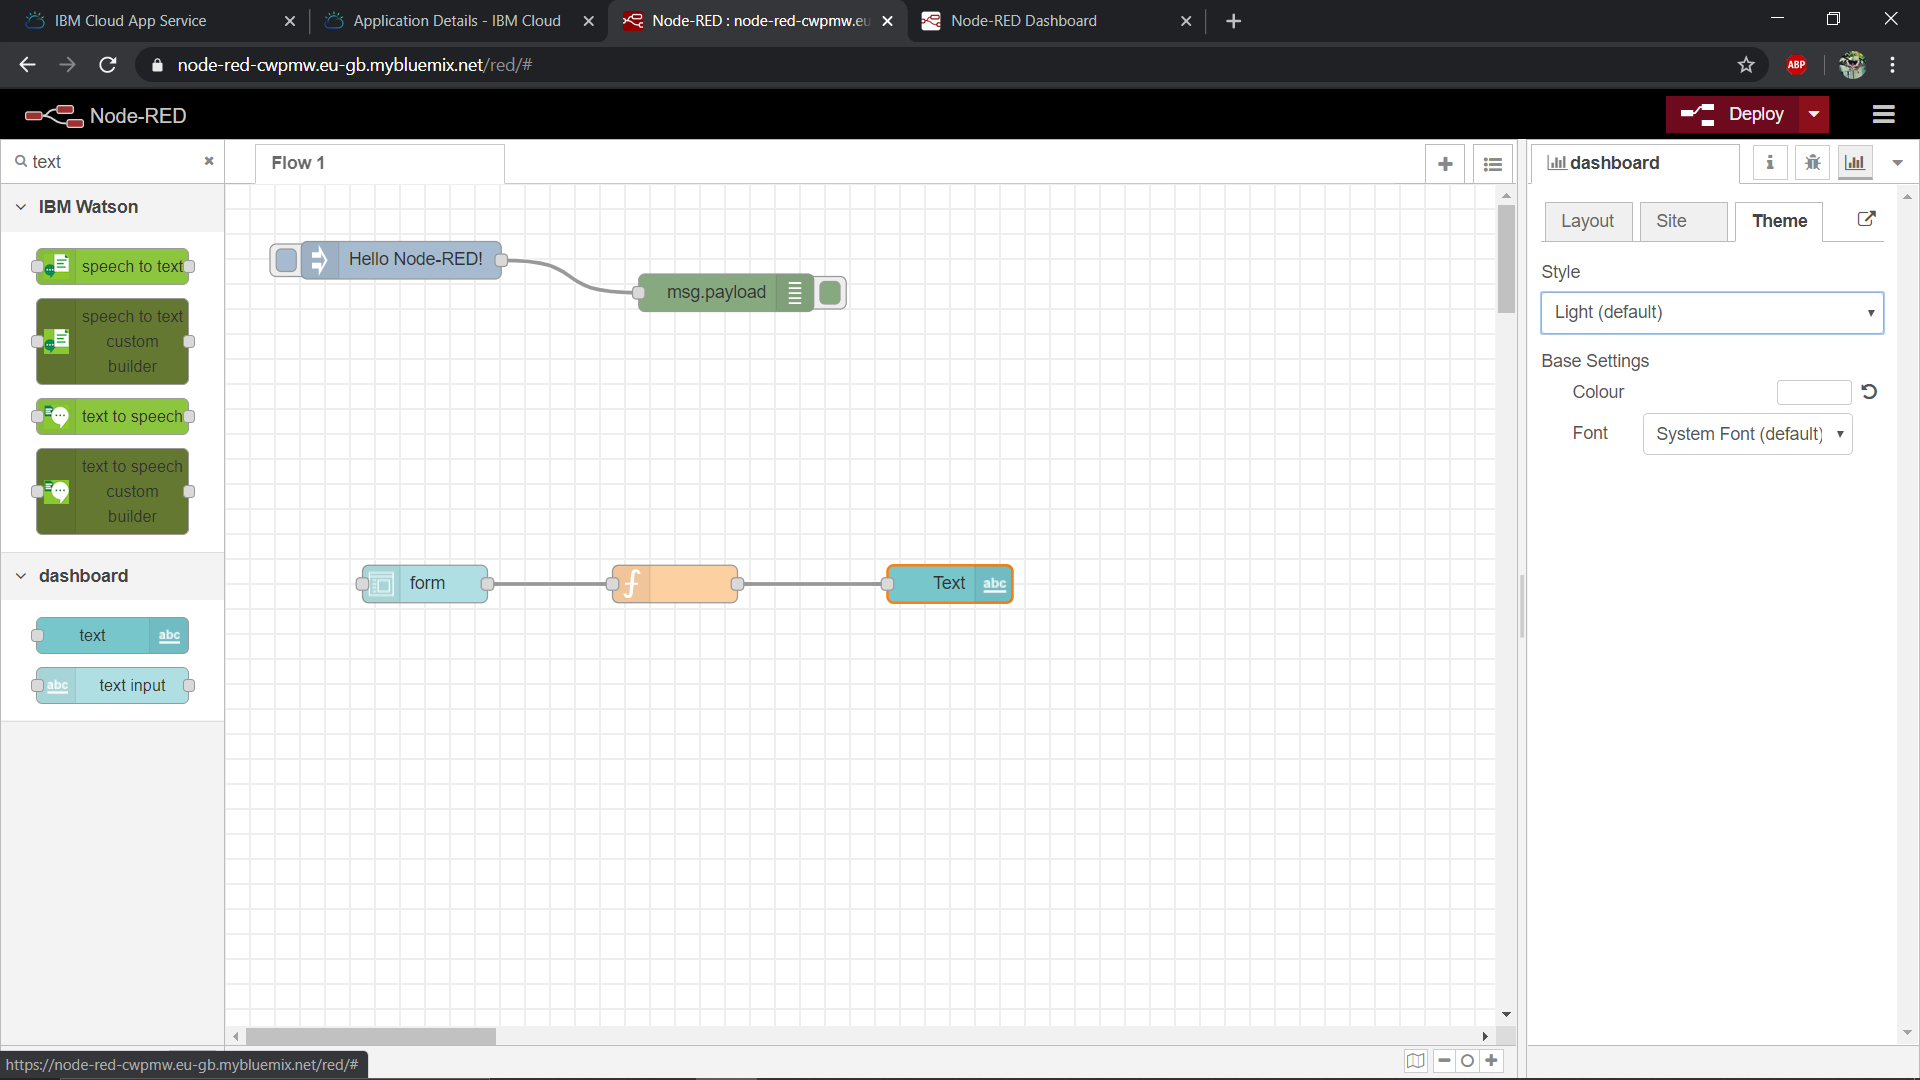 IBM Cloud App Service
Application Details - IBM Cloud
Node-RED : node-red-cwpmw.eu
Node-RED Dashboard
node-red-cwpmw.eu-gb.mybluemix.net/red/#
ABP
Node-RED
Deploy
text
Flow 1
dashboard
i
IBM Watson
Layout
Site
Theme
speech to text
Hello Node-RED!
msg.payload
Style
Light (default)
speech to text
custom
builder
Base Settings
Colour
text to speech
Font
System Font (default)
text to speech
custom
builder
dashboard
form
f
Text
abc
text
abc
abc
text input
https://node-red-cwpmw.eu-gb.mybluemix.net/red/#